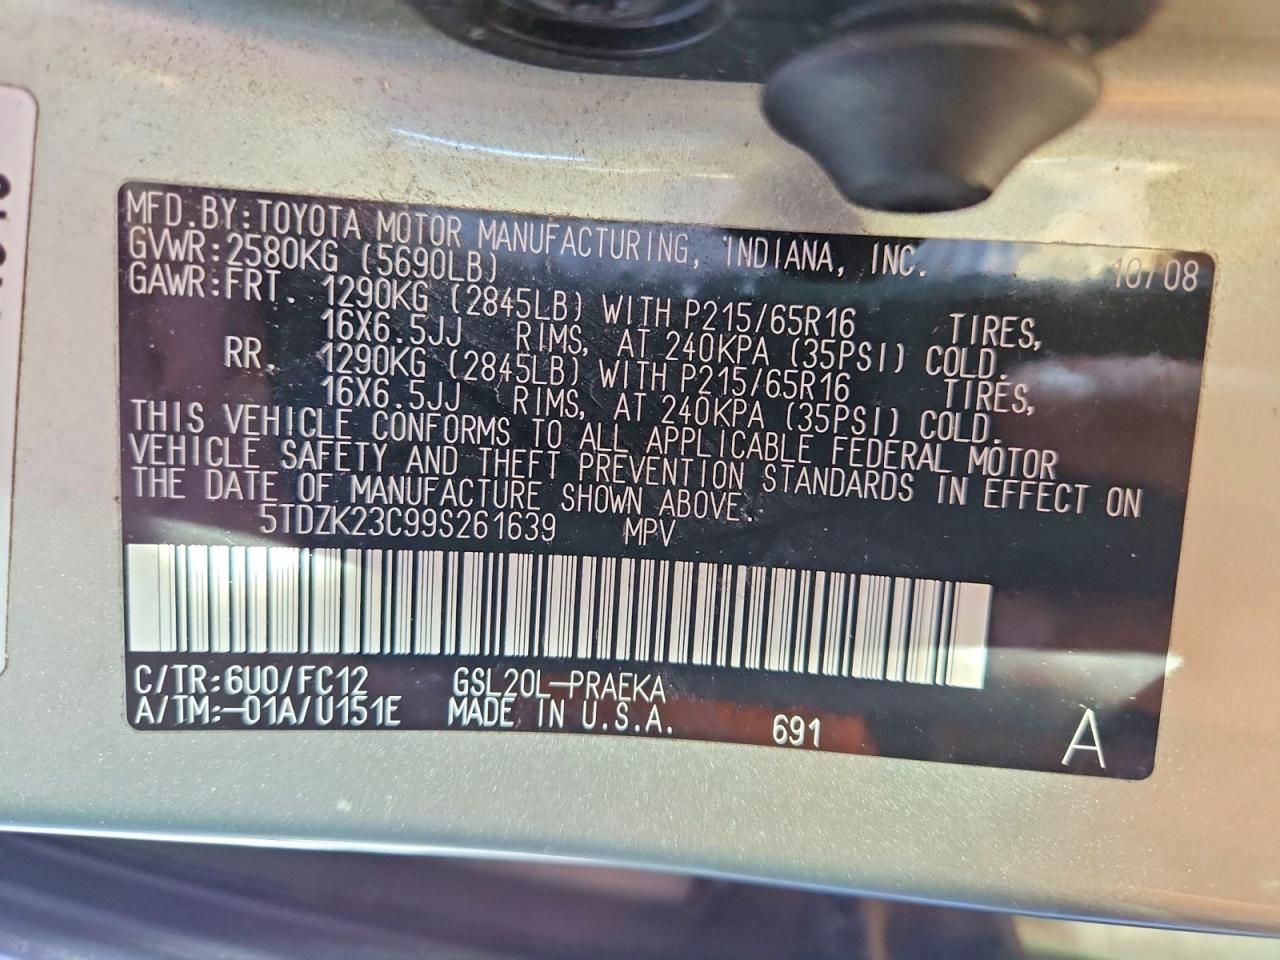 MFD.BY:TOYOTA MOTOR MANUFACTURING, INDIANA, INC. 10/08
GVWR:2580KG (5690LB)
GAWR:FRT. 1290KG (2845LB) WITH P215/65R16 TIRES,
16X6.5JJ RIMS, AT 240KPA (35PSI) COLD.
RR. 1290KG (2845LB) WITH P215/65R16 TIRES,
16X6.5JJ RIMS, AT 240KPA (35PSI) COLD.
THIS VEHICLE CONFORMS TO ALL APPLICABLE FEDERAL MOTOR
VEHICLE SAFETY AND THEFT PREVENTION STANDARDS IN EFFECT ON
THE DATE OF MANUFACTURE SHOWN ABOVE.
5TDZK23C99S261639 MPV
C/TR:6U0/FC12 GSL20L-PRAEKA
A/TM:-01A/U151E MADE IN U.S.A. 691 A